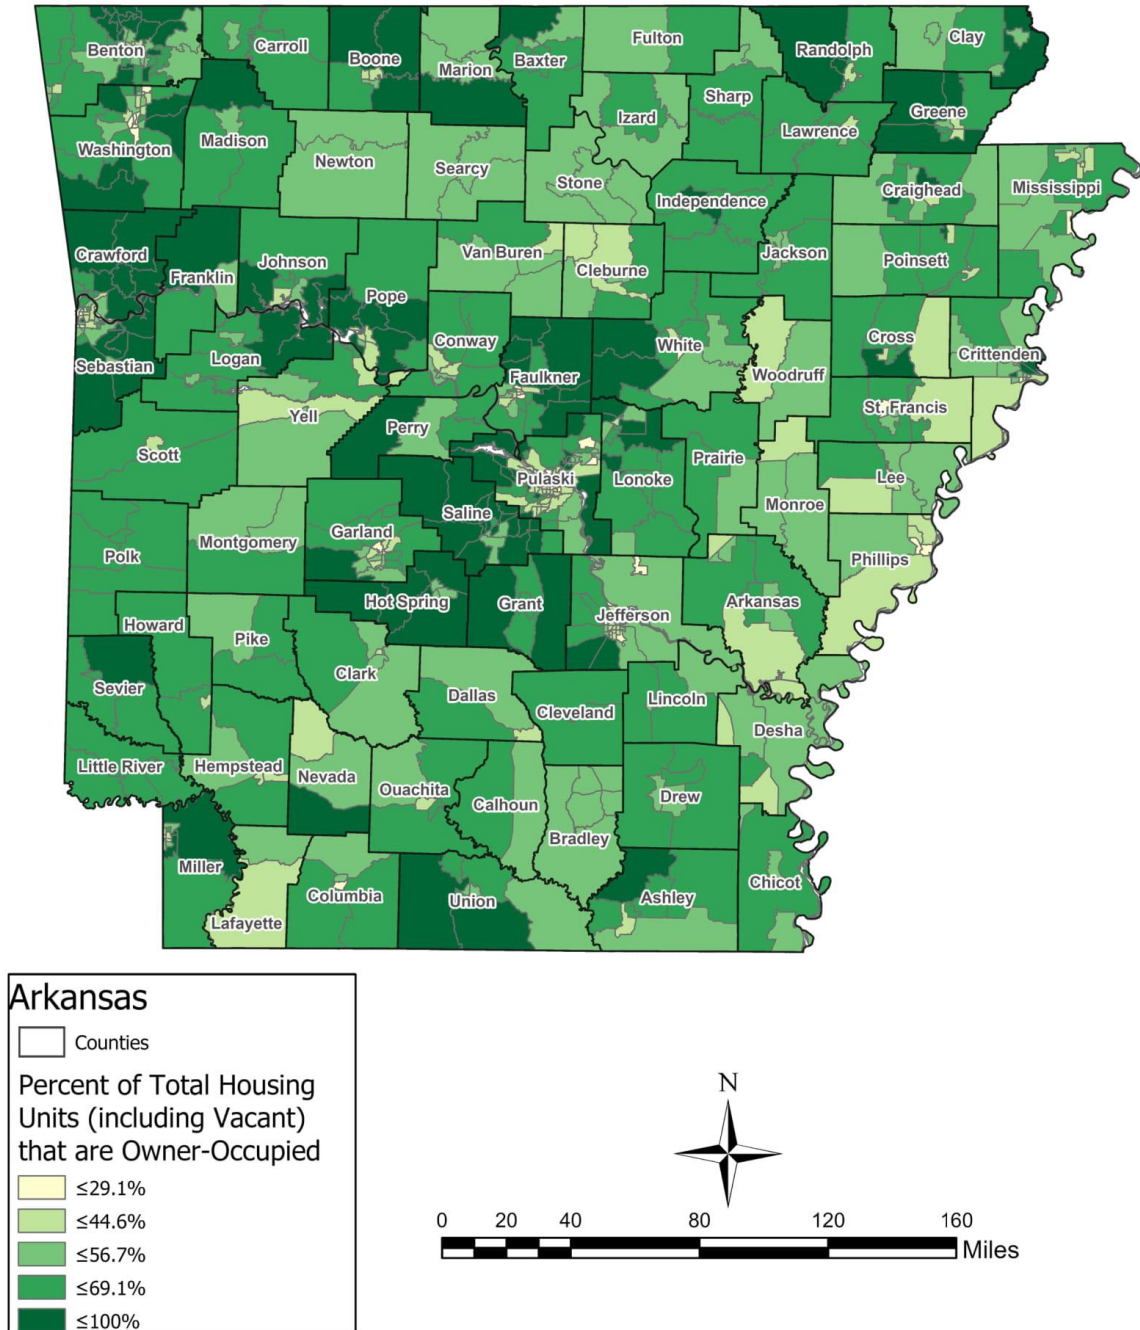 Benton
Carroll
Boone
Marion
Baxter
Fulton
Randolph
Clay
Washington
Madison
Newton
Searcy
Stone
Izard
Sharp
Lawrence
Greene
Independence
Craighead
Mississippi
Crawford
Franklin
Johnson
Pope
Van Buren
Cleburne
Jackson
Poinsett
Sebastian
Logan
Conway
Faulkner
White
Woodruff
Cross
Crittenden
Yell
Perry
St. Francis
Scott
Pulaski
Lonoke
Prairie
Lee
Saline
Monroe
Polk
Montgomery
Garland
Phillips
Howard
Pike
Hot Spring
Grant
Jefferson
Arkansas
Sevier
Clark
Dallas
Cleveland
Lincoln
Desha
Little River
Hempstead
Nevada
Ouachita
Calhoun
Bradley
Drew
Miller
Lafayette
Columbia
Union
Ashley
Chicot
Arkansas
Counties
Percent of Total Housing
Units (including Vacant)
that are Owner-Occupied
≤29.1%
≤44.6%
≤56.7%
≤69.1%
≤100%
N
0 20 40 80 120 160
Miles